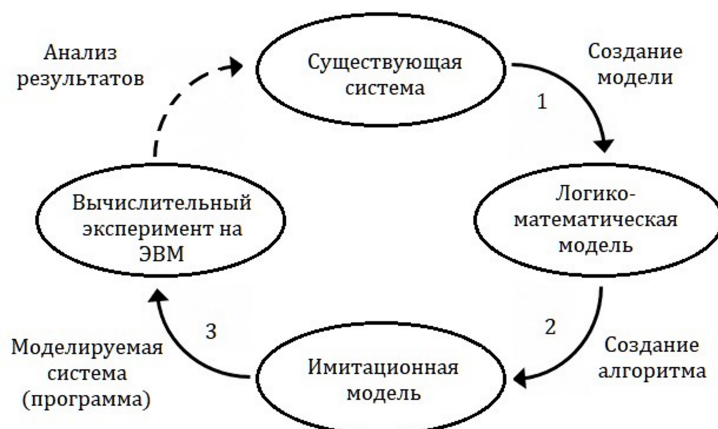 Анализ
результатов
Существующая
система
Создание
модели
1
Вычислительный
эксперимент на
ЭВМ
Логико-
математическая
модель
3
2
Моделируемая
система
(программа)
Имитационная
модель
Создание
алгоритма